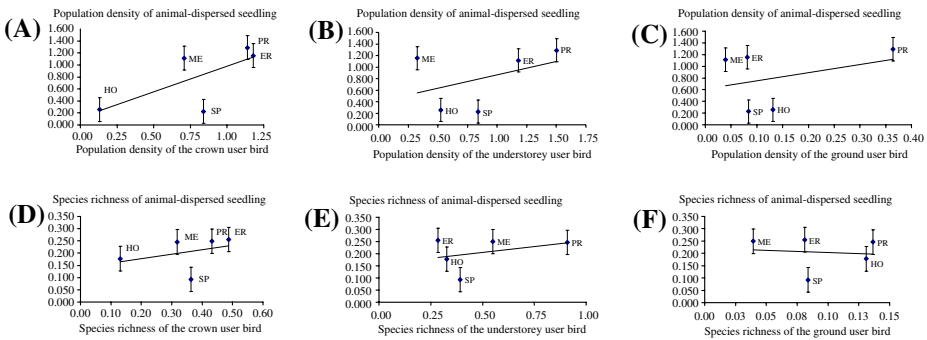 (A)
Population density of animal-dispersed seedling
1.600
1.400
1.200
1.000
0.800
0.600
0.400
0.200
0.000
HO
ME
SP
PR
ER
0.00 0.25 0.50 0.75 1.00 1.25
Population density of the crown user bird
(B)
Population density of animal-dispersed seedling
1.600
1.400
1.200
1.000
0.800
0.600
0.400
0.200
0.000
ME
HO
SP
ER
PR
0.00 0.25 0.50 0.75 1.00 1.25 1.50 1.75
Population density of the understorey user bird
(C)
Population density of animal-dispersed seedling
1.600
1.400
1.200
1.000
0.800
0.600
0.400
0.200
0.000
ME
ER
SP
HO
PR
0.00 0.05 0.10 0.15 0.20 0.25 0.30 0.35 0.40
Population density of the ground user bird
(D)
Species richness of animal-dispersed seedling
0.350
0.300
0.250
0.200
0.150
0.100
0.050
0.000
HO
ME
SP
PR
ER
0.00 0.10 0.20 0.30 0.40 0.50 0.60
Species richness of the crown user bird
(E)
Species richness of animal-dispersed seedling
0.350
0.300
0.250
0.200
0.150
0.100
0.050
0.000
ER
HO
SP
ME
PR
0.00 0.25 0.50 0.75 1.00
Species richness of the understorey user bird
(F)
Species richness of animal-dispersed seedling
0.350
0.300
0.250
0.200
0.150
0.100
0.050
0.000
ME
ER
SP
PR
HO
0.00 0.03 0.05 0.08 0.10 0.13 0.15
Species richness of the ground user bird